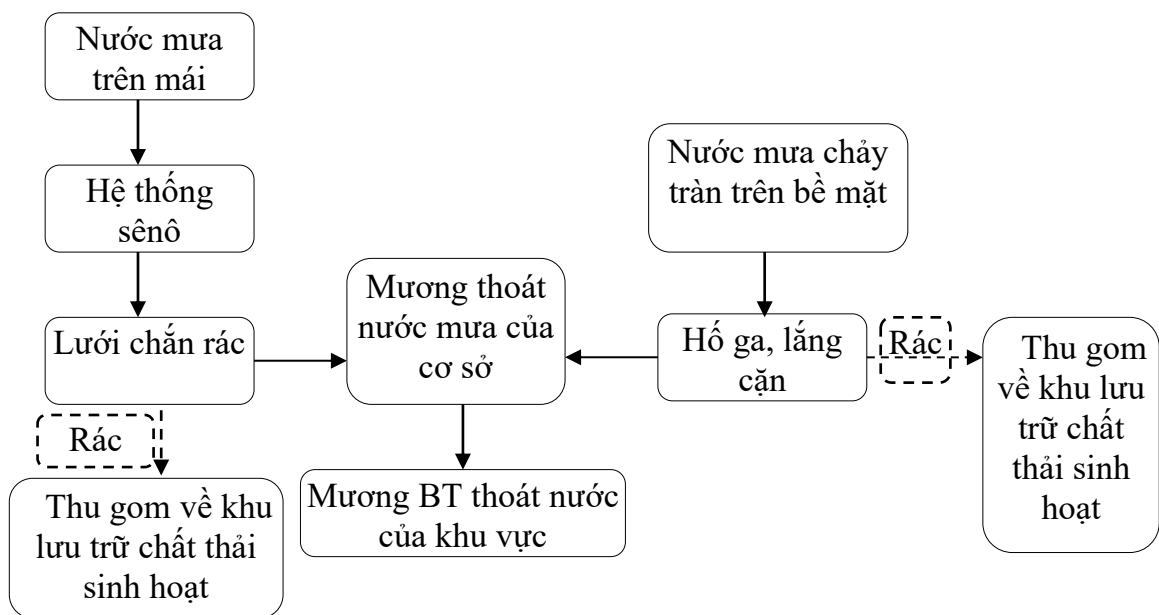 Nước mưa
trên mái
Hệ thống
sênô
Lưới chắn rác
Rác
Thu gom về khu
lưu trữ chất thải
sinh hoạt
Mương thoát
nước mưa của
cơ sở
Mương BT thoát nước
của khu vực
Nước mưa chảy
tràn trên bề mặt
Hố ga, lắng
cặn
Rác
Thu gom
về khu lưu
trữ chất
thải sinh
hoạt